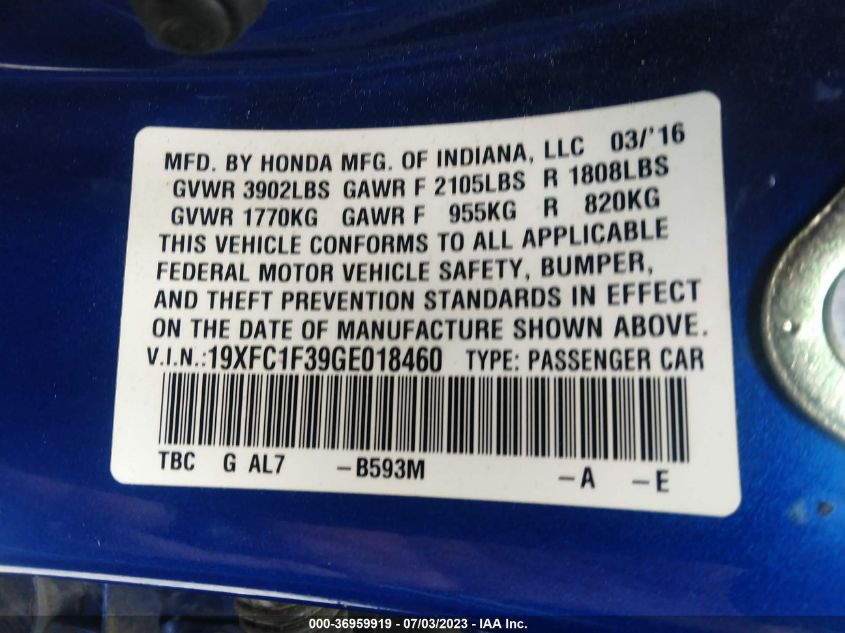 MFD. BY HONDA MFG. OF INDIANA, LLC 03/'16
GVWR 3902LBS GAWR F 2105LBS R 1808LBS
GVWR 1770KG GAWR F 955KG R 820KG
THIS VEHICLE CONFORMS TO ALL APPLICABLE
FEDERAL MOTOR VEHICLE SAFETY, BUMPER,
AND THEFT PREVENTION STANDARDS IN EFFECT
ON THE DATE OF MANUFACTURE SHOWN ABOVE.
V.I.N.:19XFC1F39GE018460 TYPE: PASSENGER CAR
TBC G AL7 -B593M -A -E
000-36959919 - 07/03/2023 - IAA Inc.